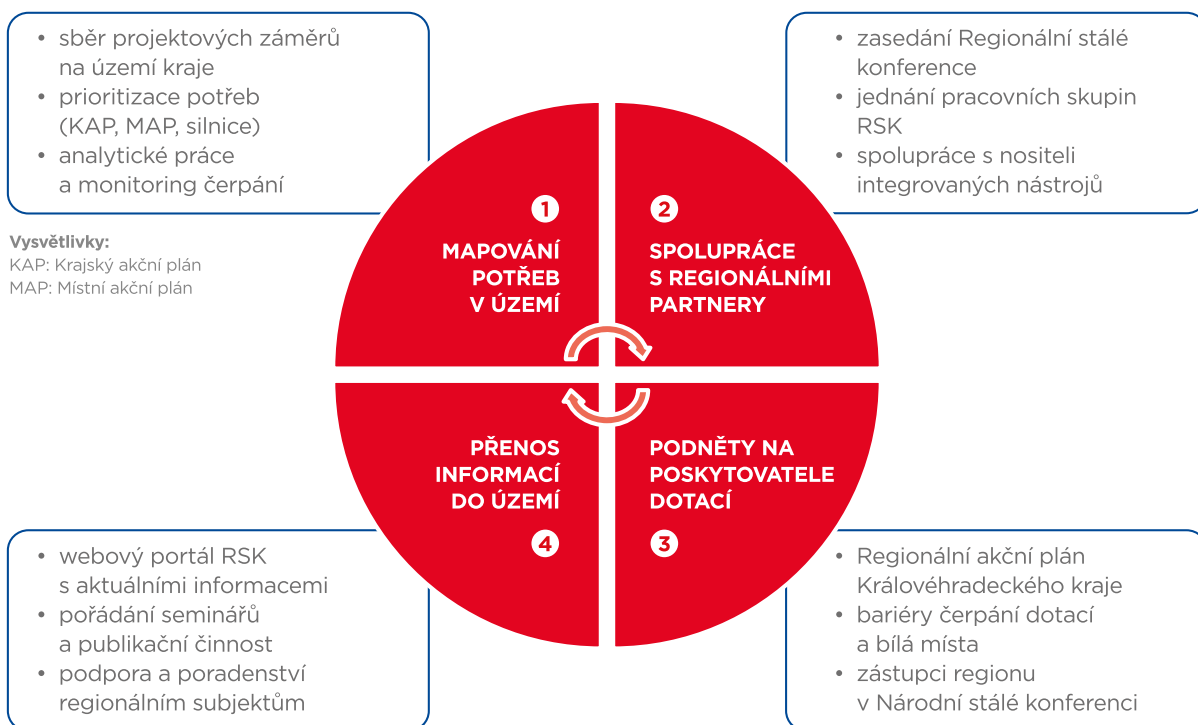 • sběr projektových záměrů
na území kraje
• prioritizace potřeb
(KAP, MAP, silnice)
• analytické práce
a monitoring čerpání
Vysvětlivky:
KAP: Krajský akční plán
MAP: Místní akční plán
1
MAPOVÁNÍ
POTŘEB
V ÚZEMÍ
• zasedání Regionální stálé
konference
• jednání pracovních skupin
RSK
• spolupráce s nositeli
integrovaných nástrojů
2
SPOLUPRÁCE
S REGIONÁLNÍMI
PARTNERY
PODNĚTY NA
POSKYTOVATELE
DOTACÍ
3
• Regionální akční plán
Královéhradeckého kraje
• bariéry čerpání dotací
a bílá místa
• zástupci regionu
v Národní stálé konferenci
PŘENOS
INFORMACÍ
DO ÚZEMÍ
4
• webový portál RSK
s aktuálními informacemi
• pořádání seminářů
a publikační činnost
• podpora a poradenství
regionálním subjektům